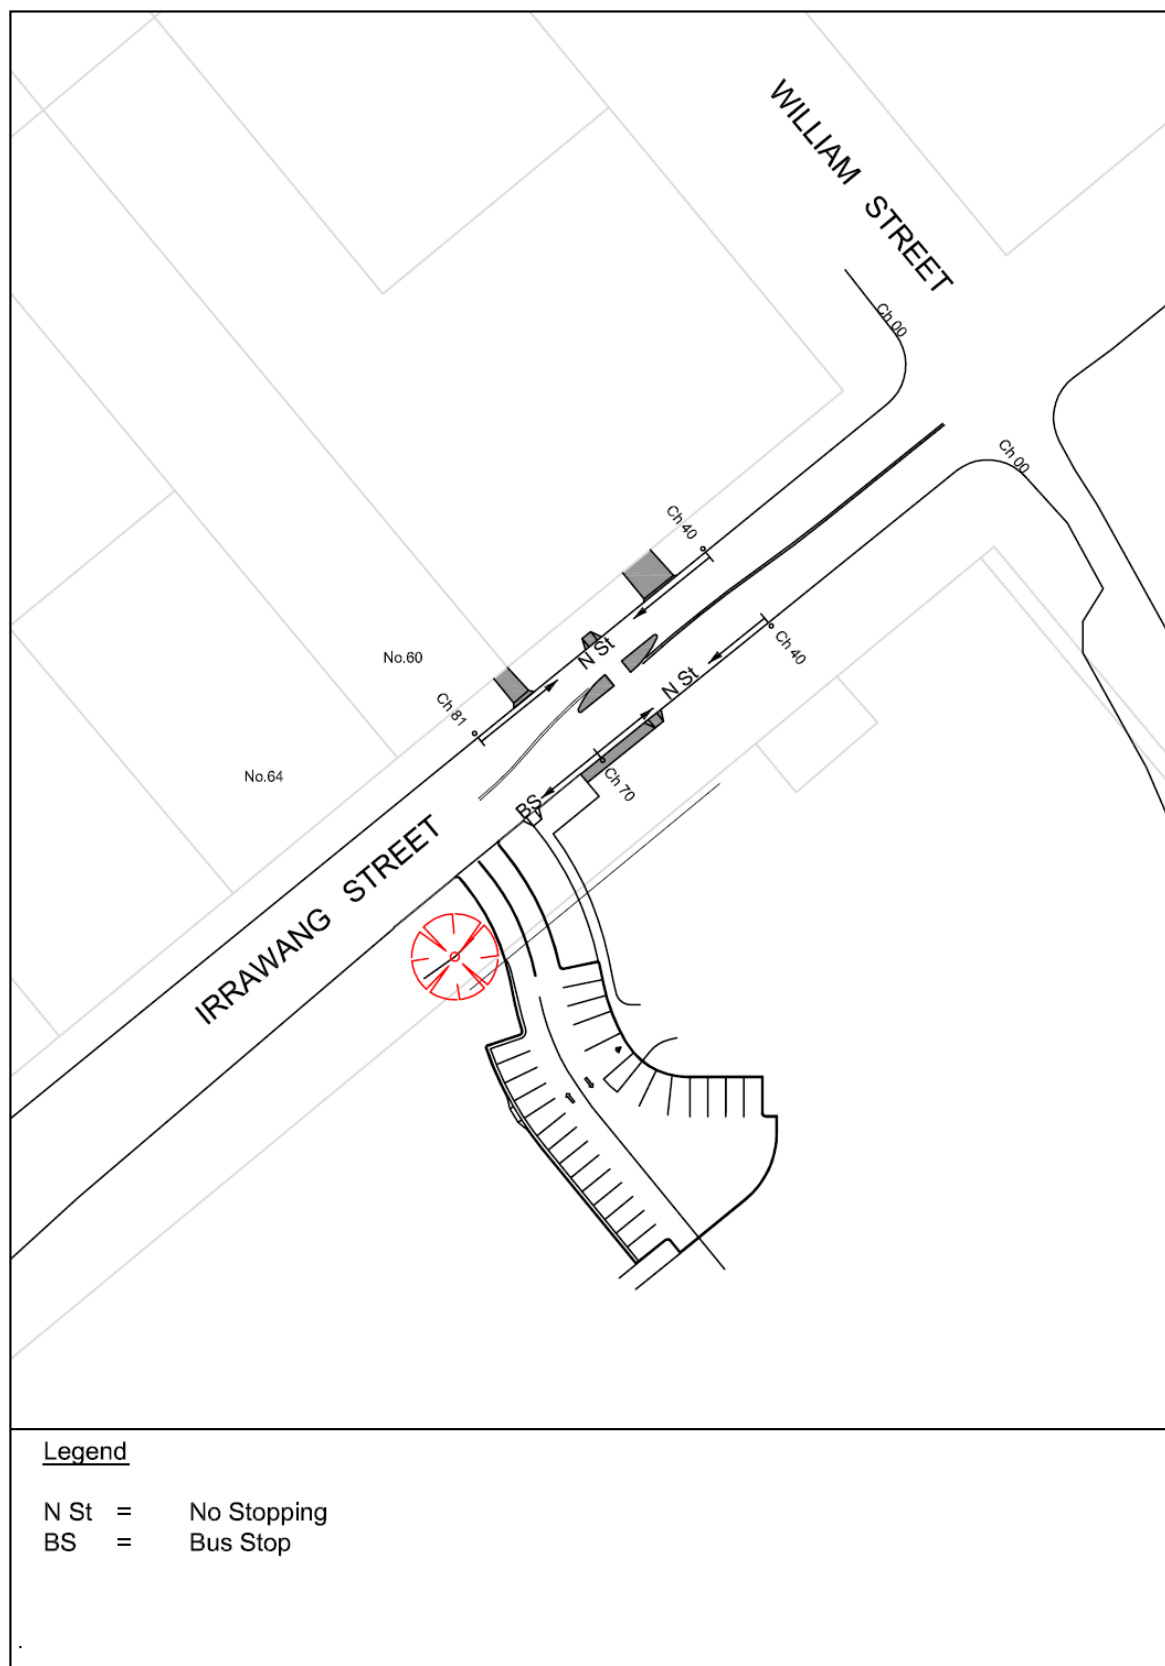 WILLIAM STREET
Ch 00
Ch 00
Ch 40
N St
Ch 40
No.60
N St
Ch 81
No.64
Ch 70
BS
IRRAWANG STREET
Legend
N St = No Stopping
BS = Bus Stop